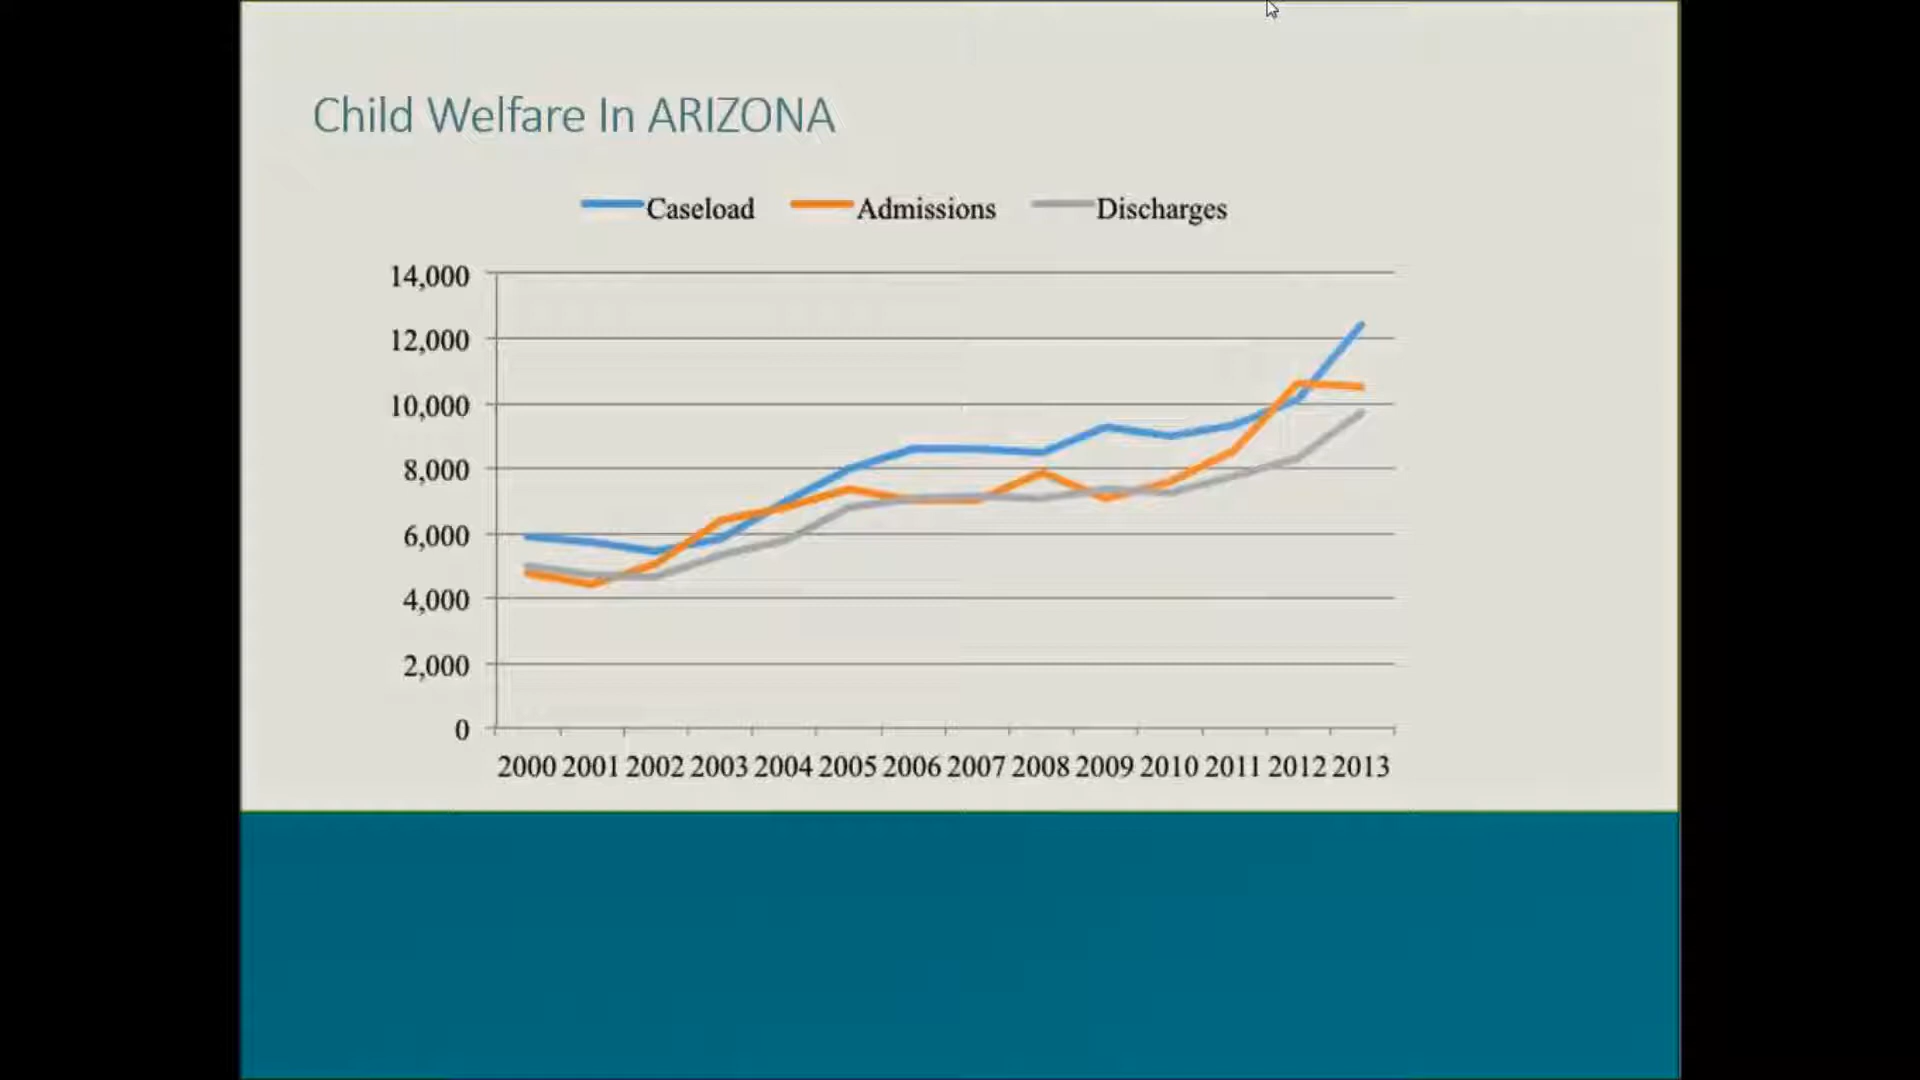 Child Welfare In ARIZONA
Caseload Admissions Discharges
14,000
12,000
10,000
8,000
6,000
4,000
2,000
0
2000 2001 2002 2003 2004 2005 2006 2007 2008 2009 2010 2011 2012 2013